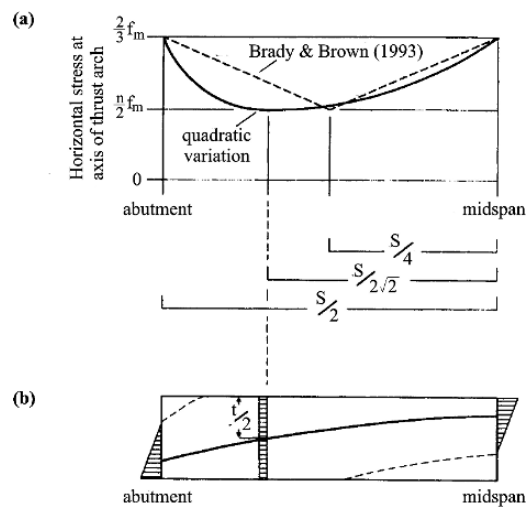 (a)
2/3 fm
Brady & Brown (1993)
Horizontal stress at
axis of thrust arch
n/2 fm
quadratic
variation
0
abutment
midspan
S/4
S/2√2
S/2
(b)
t/2
abutment
midspan